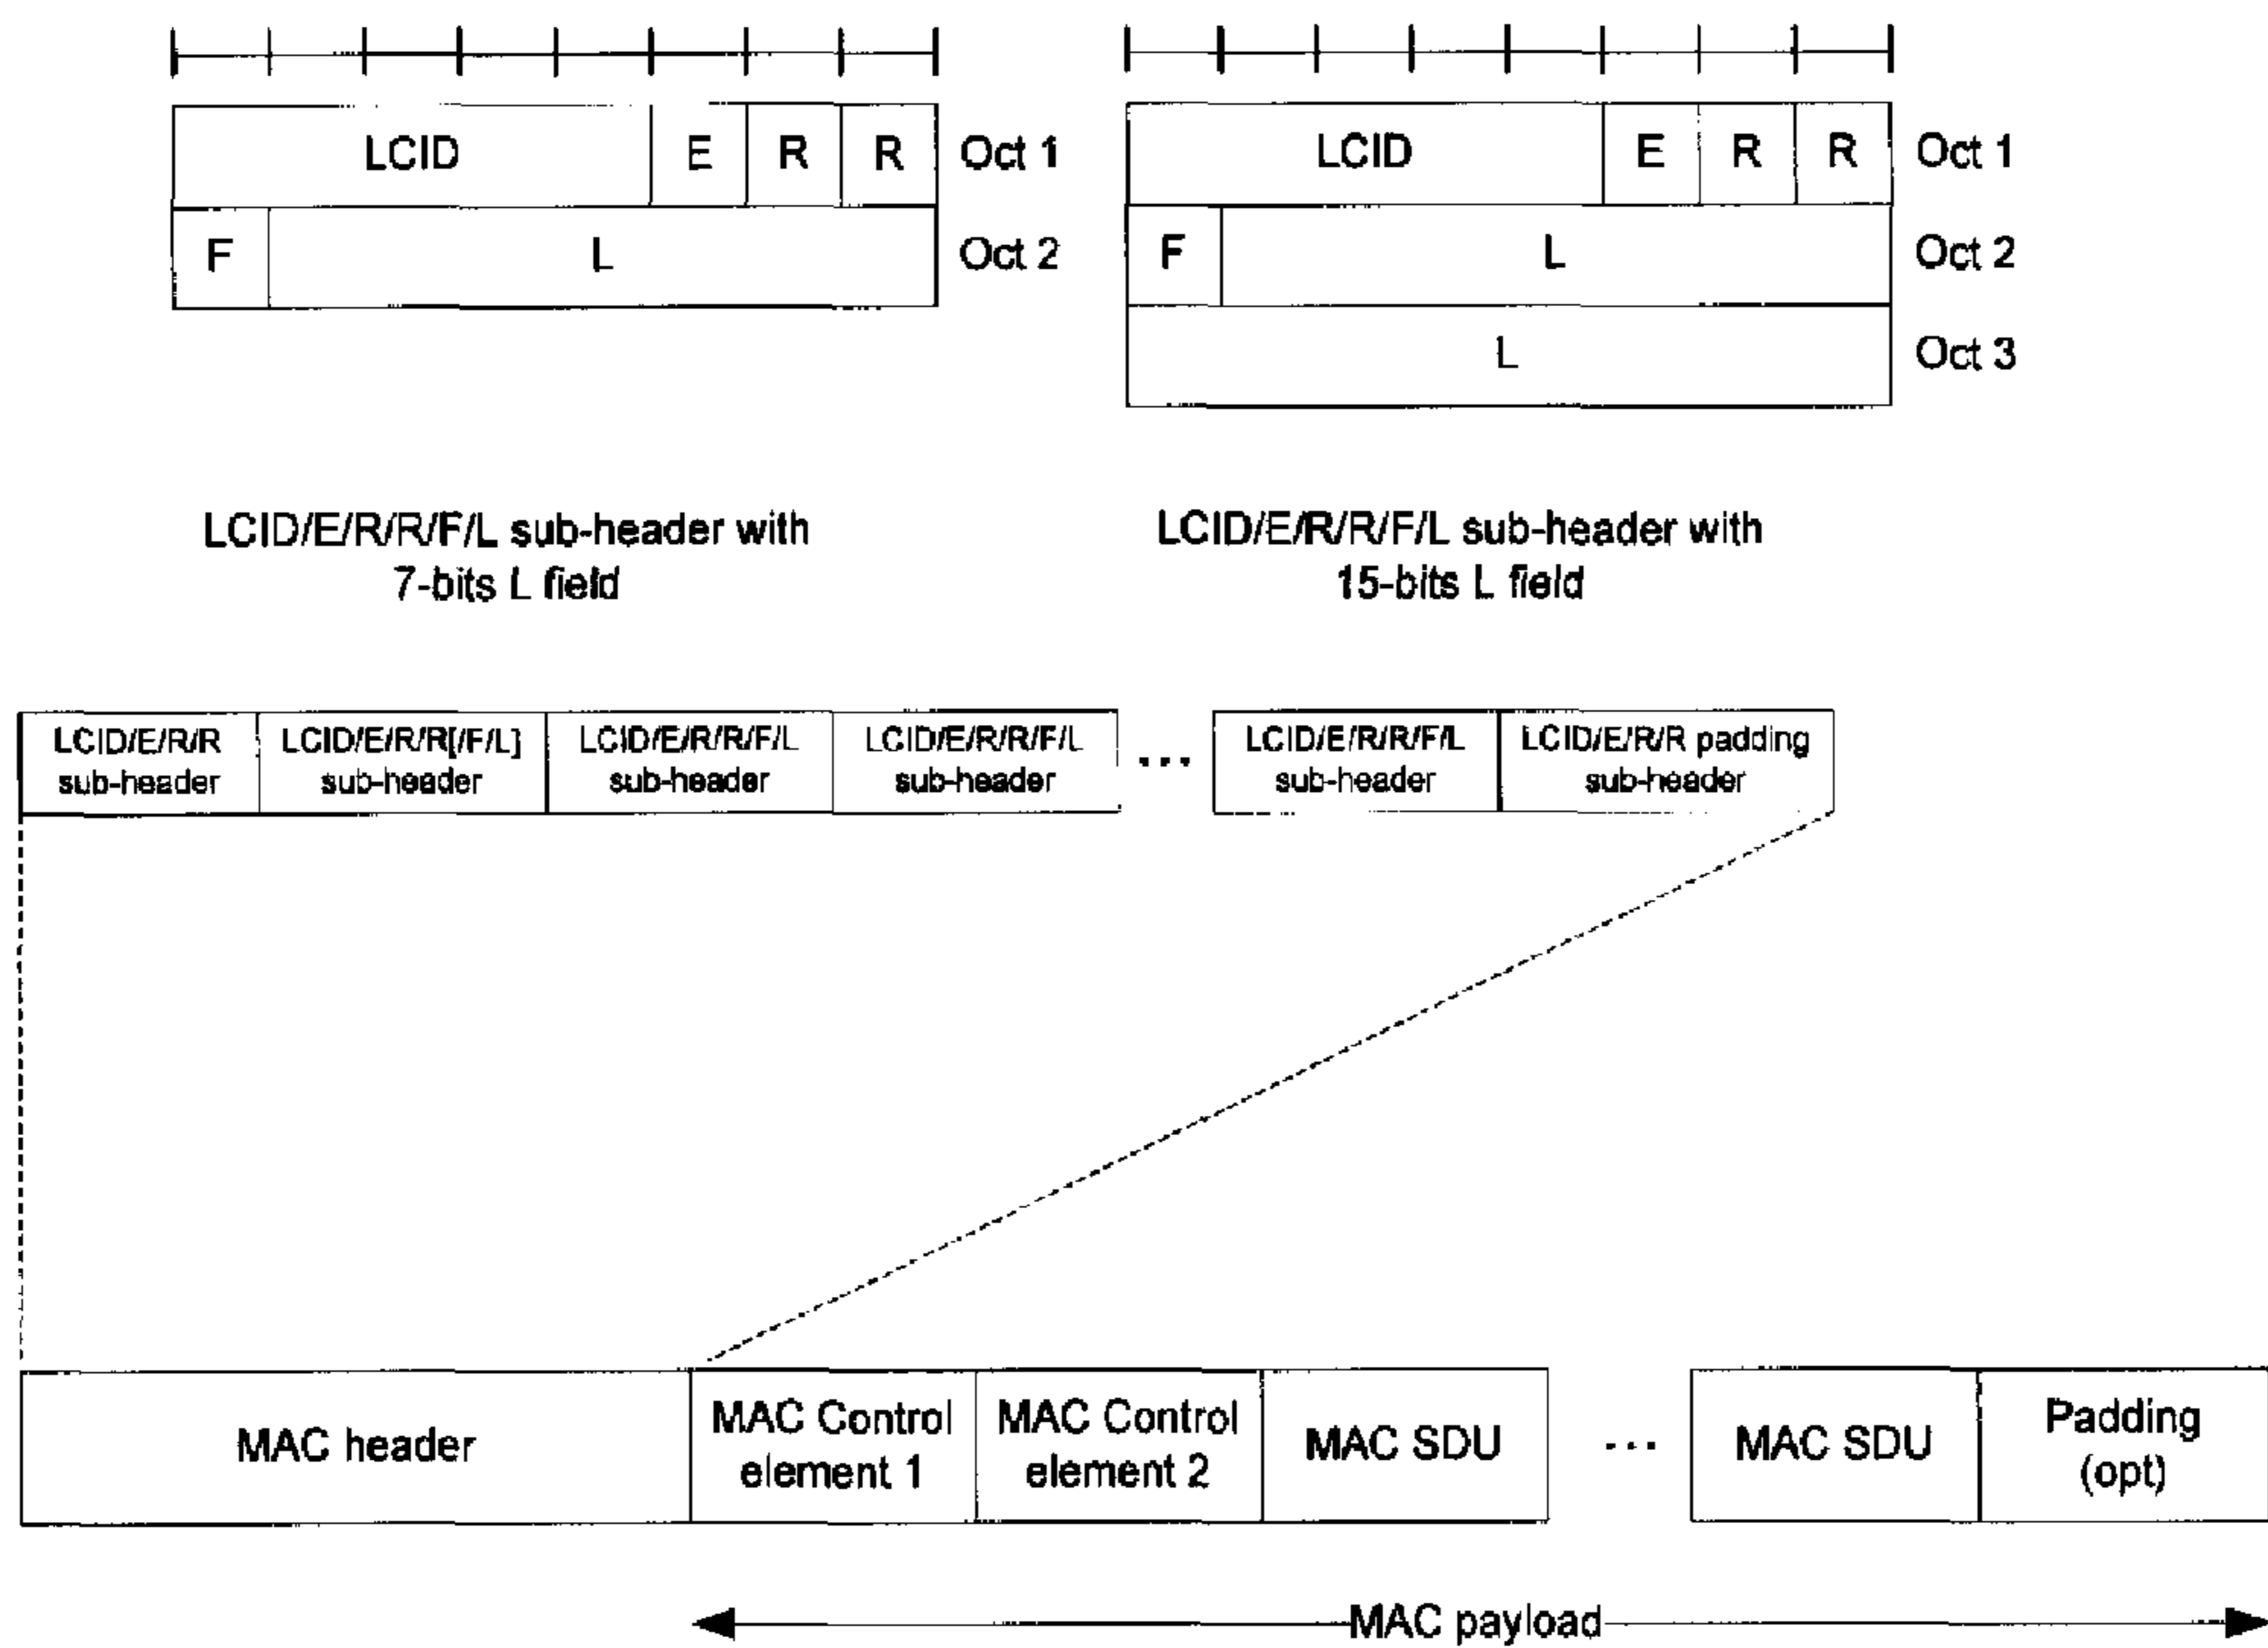 LCID E R R Oct 1
F L Oct 2
LCID E R R Oct 1
F L Oct 2
L Oct 3
LCID/E/R/R/F/L sub-header with
7-bits L field
LCID/E/R/R/F/L sub-header with
15-bits L field
LCID/E/R/R
sub-header
LCID/E/R/R[/F/L]
sub-header
LCID/E/R/R/F/L
sub-header
LCID/E/R/R/F/L
sub-header
...
LCID/E/R/R/F/L
sub-header
LCID/E/R/R padding
sub-header
MAC header
MAC Control
element 1
MAC Control
element 2
MAC SDU
...
MAC SDU
Padding
(opt)
MAC payload